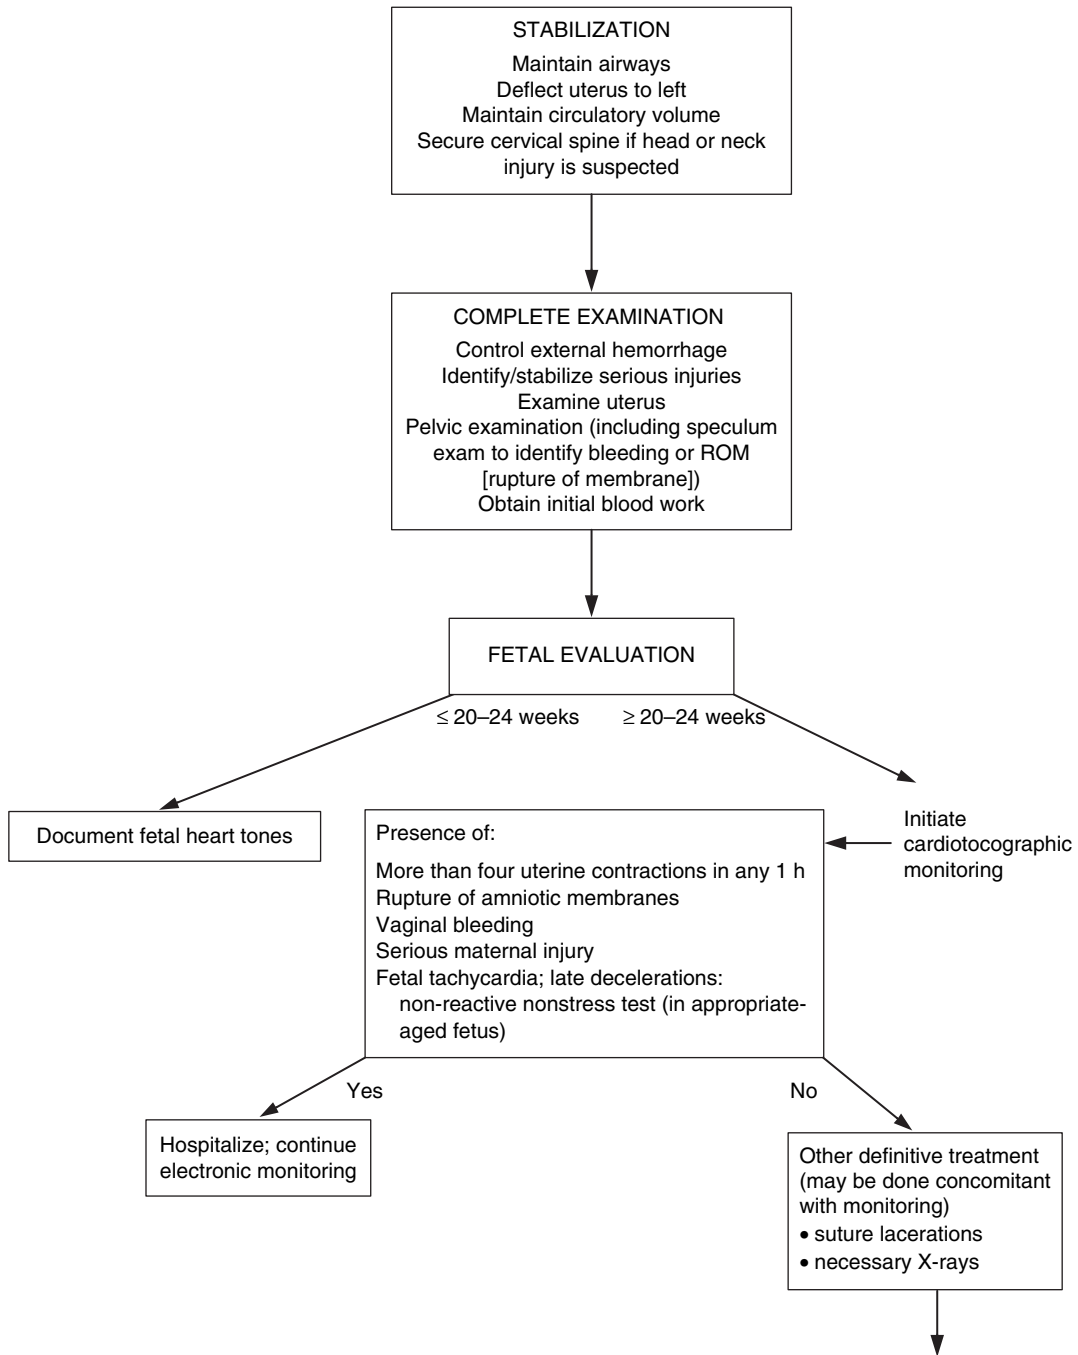 STABILIZATION
Maintain airways
Deflect uterus to left
Maintain circulatory volume
Secure cervical spine if head or neck
injury is suspected
COMPLETE EXAMINATION
Control external hemorrhage
Identify/stabilize serious injuries
Examine uterus
Pelvic examination (including speculum
exam to identify bleeding or ROM
[rupture of membrane])
Obtain initial blood work
FETAL EVALUATION
≤ 20–24 weeks
≥ 20–24 weeks
Document fetal heart tones
Initiate
cardiotocographic
monitoring
Presence of:
More than four uterine contractions in any 1 h
Rupture of amniotic membranes
Vaginal bleeding
Serious maternal injury
Fetal tachycardia; late decelerations:
non-reactive nonstress test (in appropriate-
aged fetus)
Yes
No
Hospitalize; continue
electronic monitoring
Other definitive treatment
(may be done concomitant
with monitoring)
• suture lacerations
• necessary X-rays